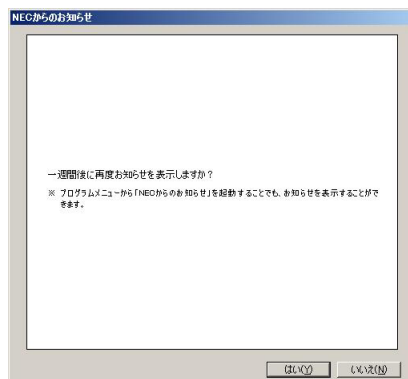 NECからのお知らせ
一週間後に再度お知らせを表示しますか？
※ プログラムメニューから「NECからのお知らせ」を起動することでも、お知らせを表示することがで
きます。
はい(Y)
いいえ(N)